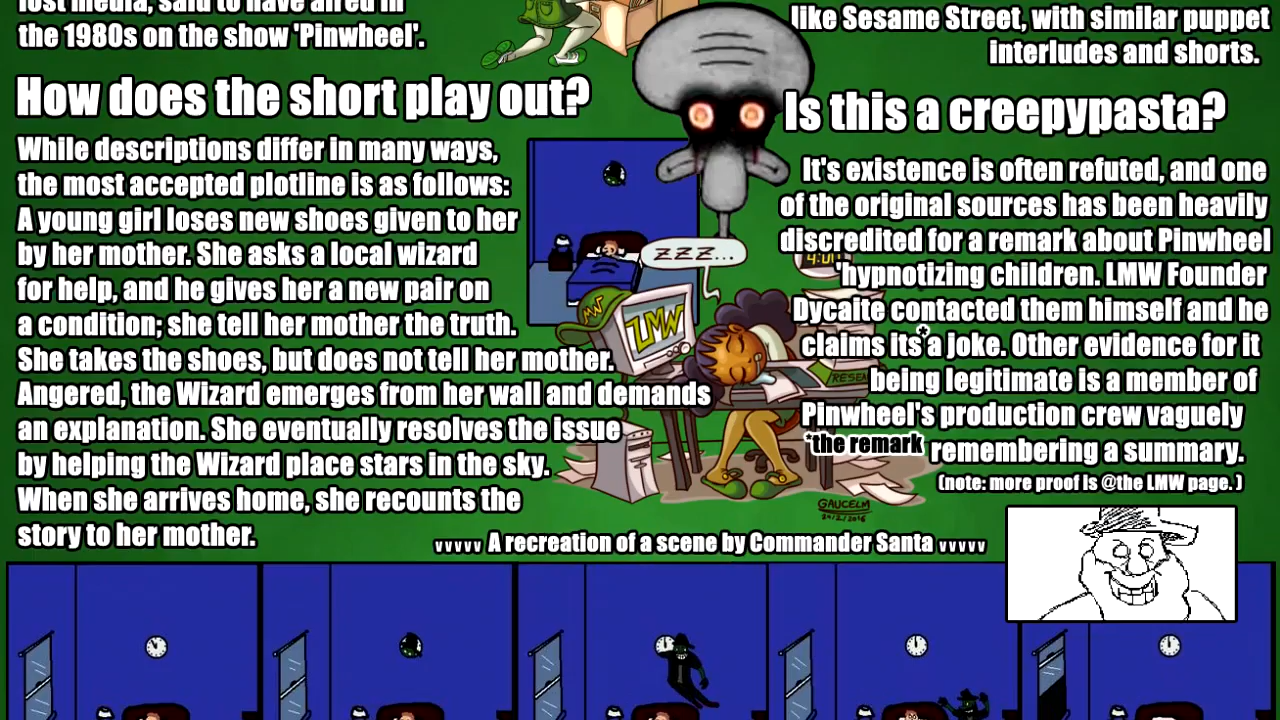 lost media, said to have aired in
the 1980s on the show 'Pinwheel'.
How does the short play out?
While descriptions differ in many ways,
the most accepted plotline is as follows:
A young girl loses new shoes given to her
by her mother. She asks a local wizard
for help, and he gives her a new pair on
a condition; she tell her mother the truth.
She takes the shoes, but does not tell her mother.
Angered, the Wizard emerges from her wall and demands
an explanation. She eventually resolves the issue
by helping the Wizard place stars in the sky.
When she arrives home, she recounts the
story to her mother.
like Sesame Street, with similar puppet
interludes and shorts.
Is this a creepypasta?
It's existence is often refuted, and one
of the original sources has been heavily
discredited for a remark about Pinwheel
'hypnotizing children. LMW Founder
Dycaite contacted them himself and he
claims its*a joke. Other evidence for it
being legitimate is a member of
Pinwheel's production crew vaguely
*the remark remembering a summary.
(note: more proof is @the LMW page. )
ZZZ...
4:00
LMW
LMW
RESEA
GAUCELM
vvvvv A recreation of a scene by Commander Santa vvvvv